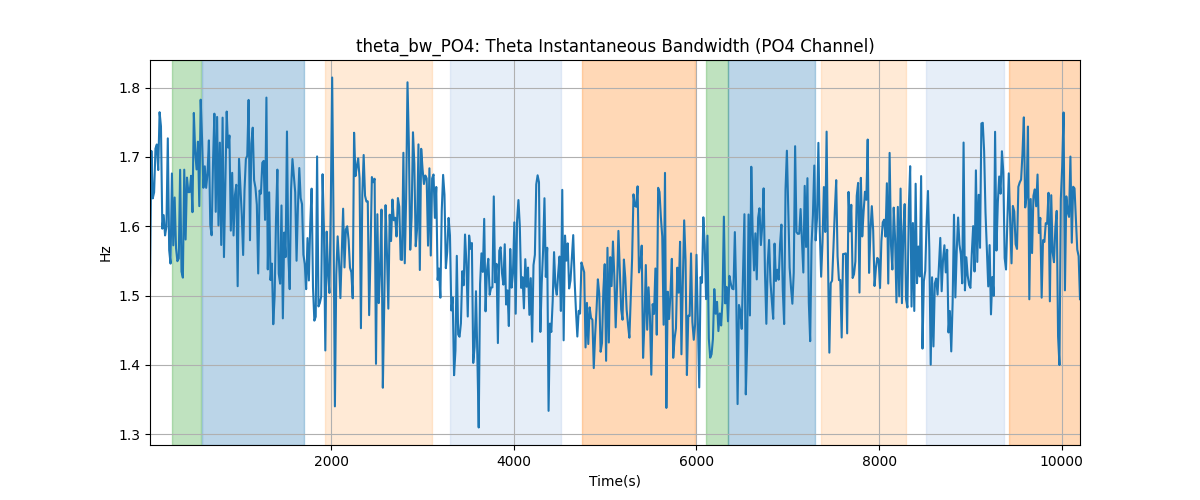 theta_bw_PO4: Theta Instantaneous Bandwidth (PO4 Channel)
Hz
1.8
1.7
1.6
1.5
1.4
1.3
2000 4000 6000 8000 10000
Time(s)